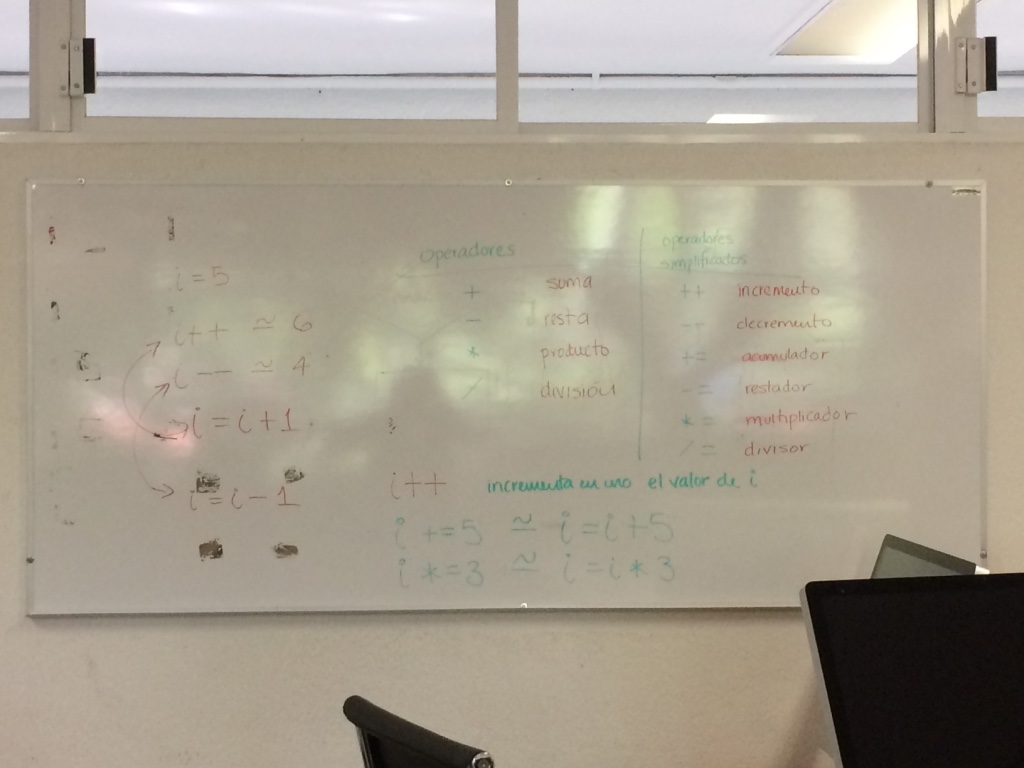 i = 5
i++ ≃ 6
i-- ≃ 4
i = i + 1
i = i - 1
operadores
+ suma
- resta
* producto
/ división
operadores
simplificados
++ incremento
-- decremento
+= acumulador
-= restador
*= multiplicador
/= divisor
i++ incrementa en uno el valor de i
i += 5 ≃ i = i + 5
i *= 3 ≃ i = i * 3